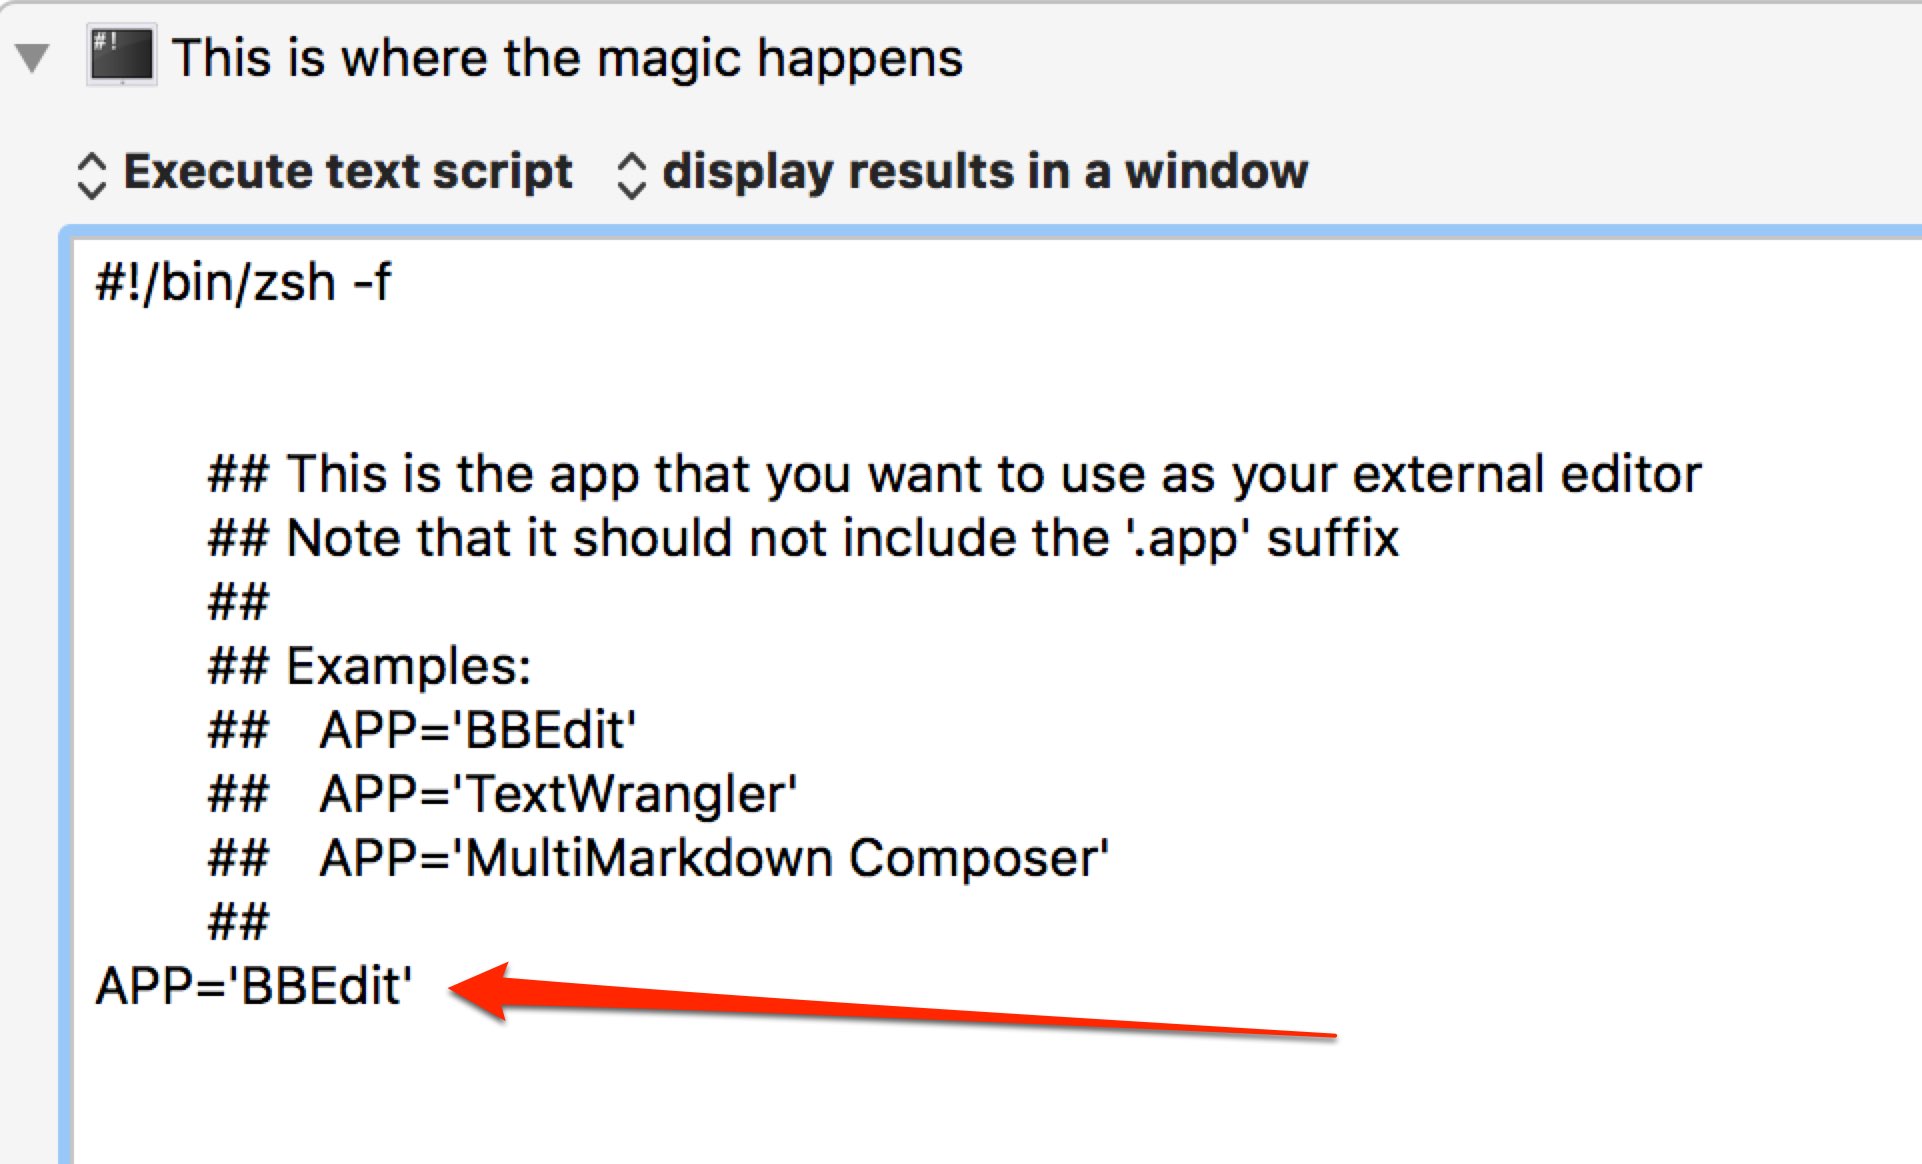 #!
This is where the magic happens
Execute text script display results in a window
#!/bin/zsh -f
## This is the app that you want to use as your external editor
## Note that it should not include the '.app' suffix
##
## Examples:
## APP='BBEdit'
## APP='TextWrangler'
## APP='MultiMarkdown Composer'
##
APP='BBEdit'